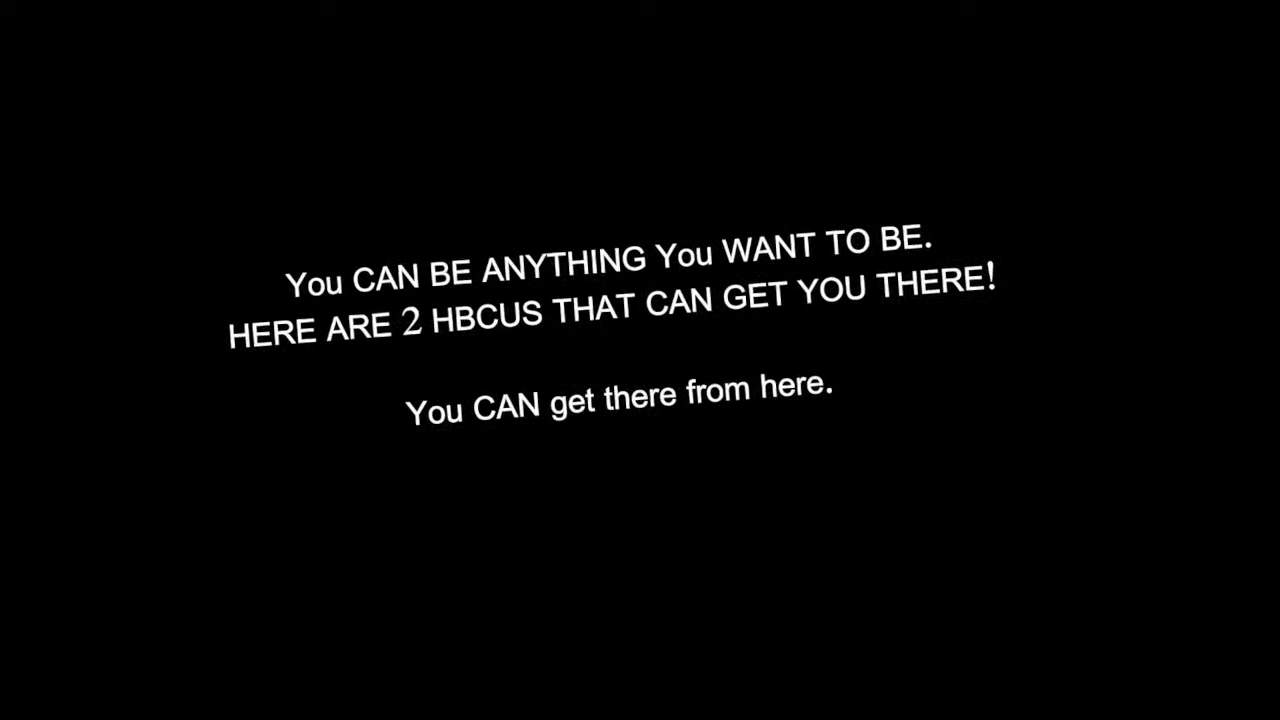 You CAN BE ANYTHING You WANT TO BE.
HERE ARE 2 HBCUS THAT CAN GET YOU THERE!
You CAN get there from here.